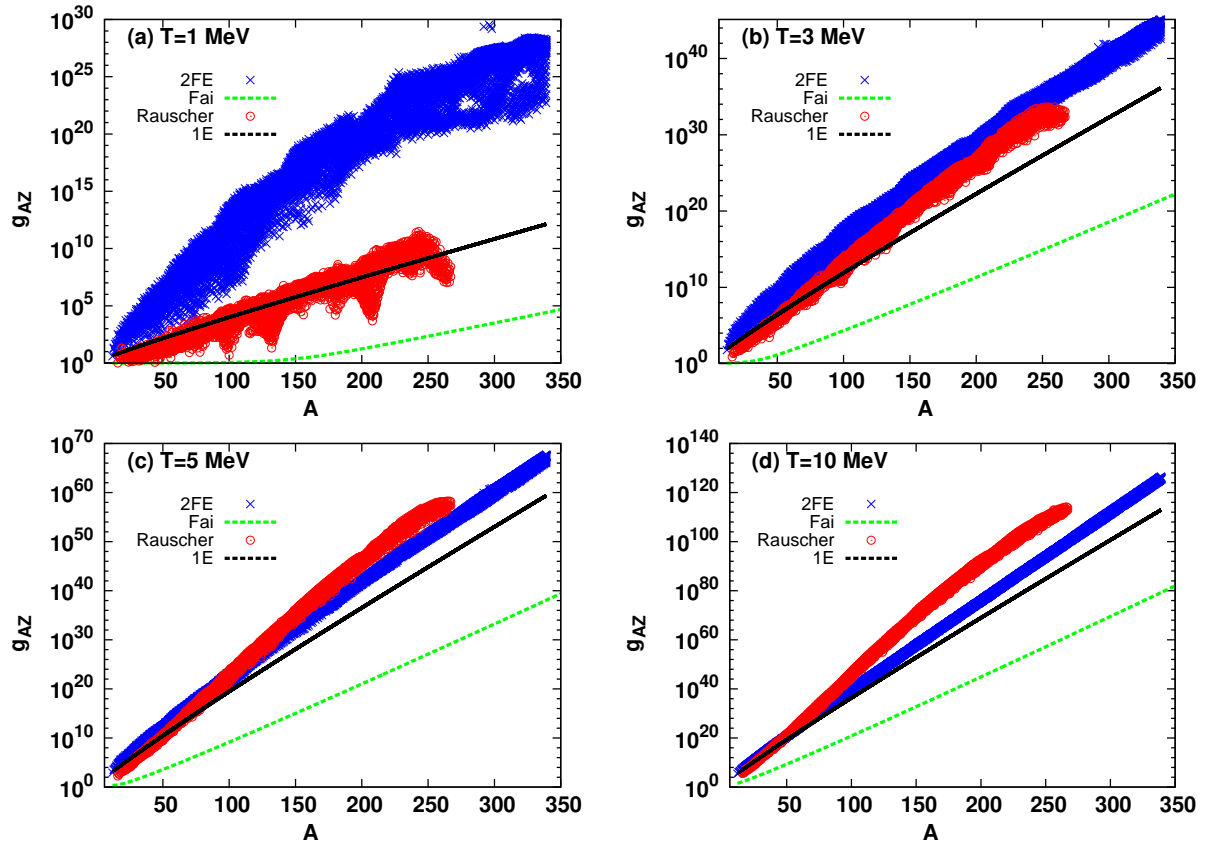 (a) T=1 MeV
10^30
10^25
10^20
10^15
10^10
10^5
10^0
g_AZ
2FE
Fai
Rauscher
1E
50 100 150 200 250 300 350
A
(b) T=3 MeV
10^40
10^30
10^20
10^10
10^0
g_AZ
2FE
Fai
Rauscher
1E
50 100 150 200 250 300 350
A
(c) T=5 MeV
10^70
10^60
10^50
10^40
10^30
10^20
10^10
10^0
g_AZ
2FE
Fai
Rauscher
1E
50 100 150 200 250 300 350
A
(d) T=10 MeV
10^140
10^120
10^100
10^80
10^60
10^40
10^20
10^0
g_AZ
2FE
Fai
Rauscher
1E
50 100 150 200 250 300 350
A